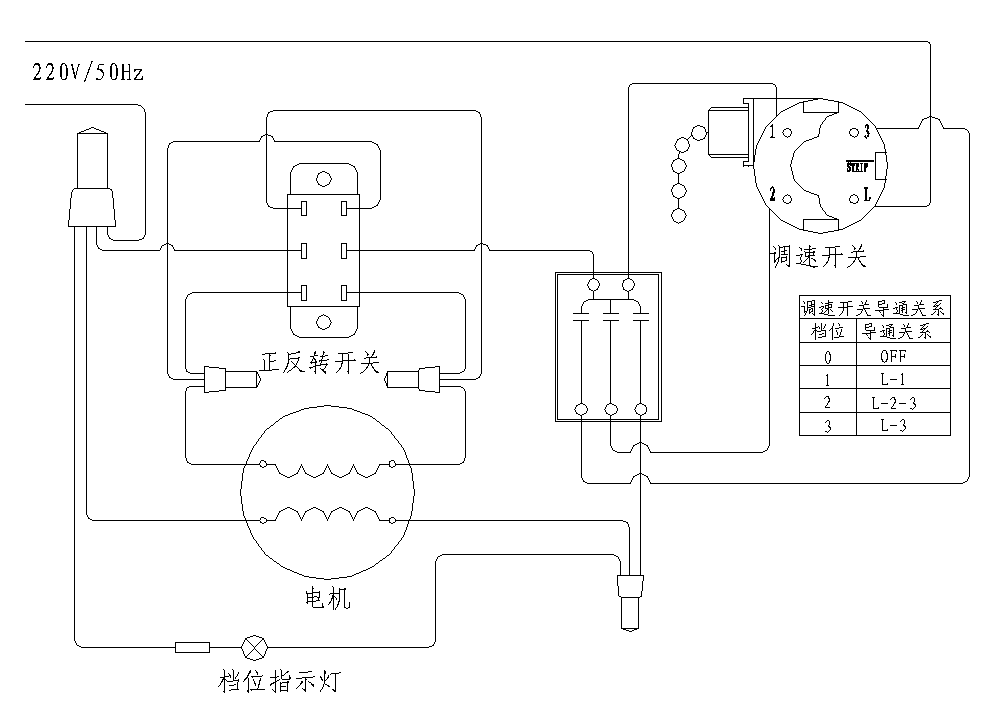 220V/50Hz
1
3
STRIP
2
L
调速开关
调速开关导通关系
档位 导通关系
0 OFF
1 L-1
2 L-2-3
3 L-3
正反转开关
电机
档位指示灯